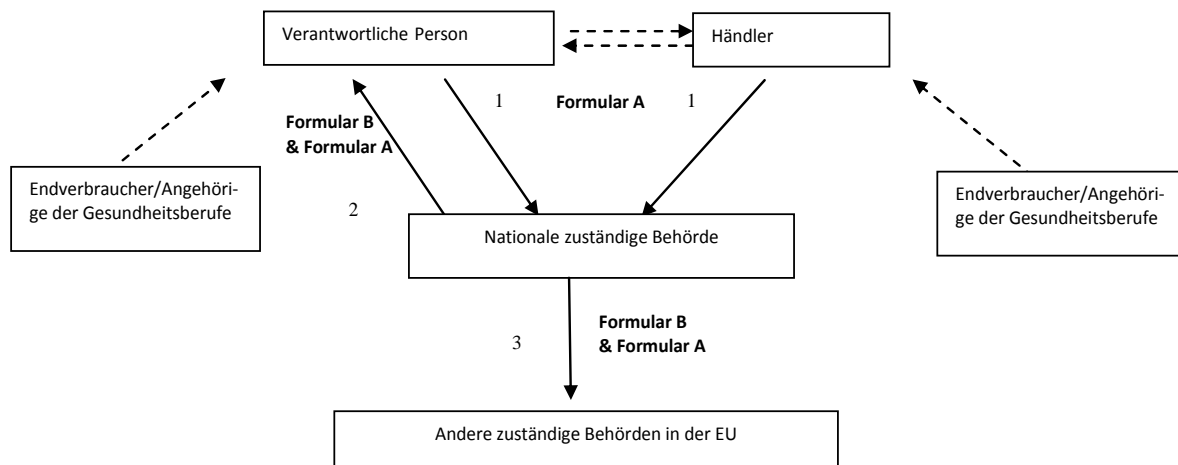 Verantwortliche Person
Händler
1
Formular A
1
Formular B
& Formular A
Endverbraucher/Angehöri-
ge der Gesundheitsberufe
2
Endverbraucher/Angehöri-
ge der Gesundheitsberufe
Nationale zuständige Behörde
3
Formular B
& Formular A
Andere zuständige Behörden in der EU